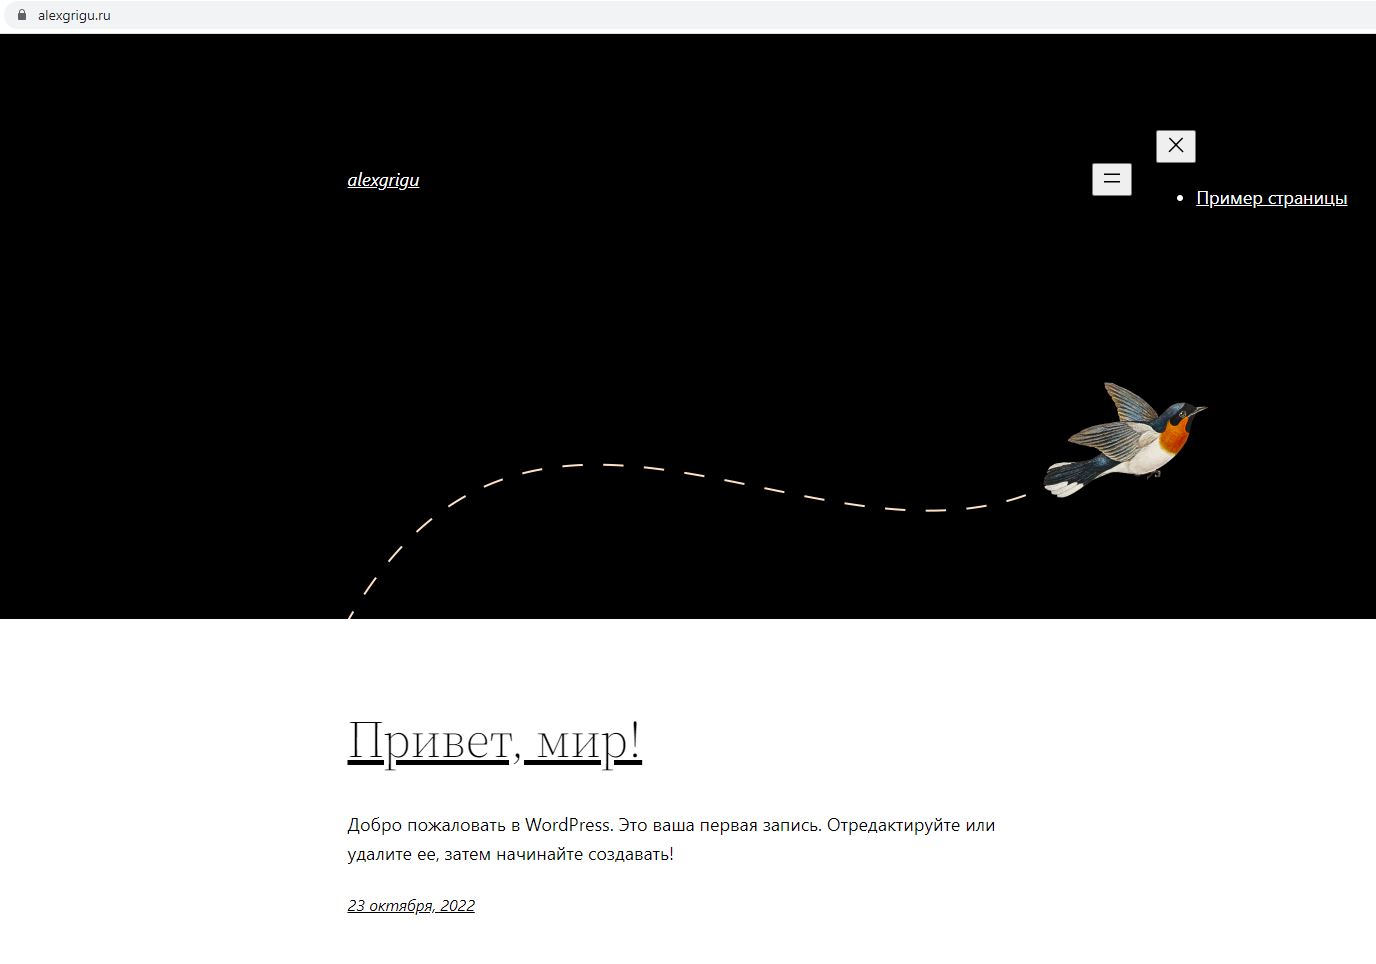 alexgrigu.ru
alexgrigu
Пример страницы
Привет, мир!
Добро пожаловать в WordPress. Это ваша первая запись. Отредактируйте или
удалите ее, затем начинайте создавать!
23 октября, 2022